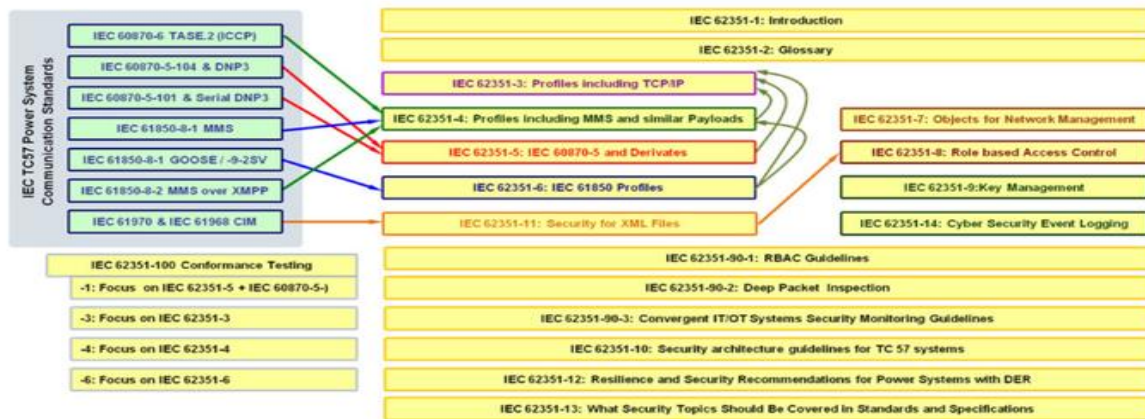 IEC TC57 Power System
Communication Standards
IEC 60870-6 TASE.2 (ICCP)
IEC 60870-5-104 & DNP3
IEC 60870-5-101 & Serial DNP3
IEC 61850-8-1 MMS
IEC 61850-8-1 GOOSE / -9-2SV
IEC 61850-8-2 MMS over XMPP
IEC 61970 & IEC 61968 CIM
IEC 62351-1: Introduction
IEC 62351-2: Glossary
IEC 62351-3: Profiles including TCP/IP
IEC 62351-4: Profiles including MMS and similar Payloads
IEC 62351-5: IEC 60870-5 and Derivates
IEC 62351-6: IEC 61850 Profiles
IEC 62351-11: Security for XML Files
IEC 62351-7: Objects for Network Management
IEC 62351-8: Role based Access Control
IEC 62351-9:Key Management
IEC 62351-14: Cyber Security Event Logging
IEC 62351-100 Conformance Testing
-1: Focus on IEC 62351-5 + IEC 60870-5-)
-3: Focus on IEC 62351-3
-4: Focus on IEC 62351-4
-6: Focus on IEC 62351-6
IEC 62351-90-1: RBAC Guidelines
IEC 62351-90-2: Deep Packet Inspection
IEC 62351-90-3: Convergent IT/OT Systems Security Monitoring Guidelines
IEC 62351-10: Security architecture guidelines for TC 57 systems
IEC 62351-12: Resilience and Security Recommendations for Power Systems with DER
IEC 62351-13: What Security Topics Should Be Covered in Standards and Specifications